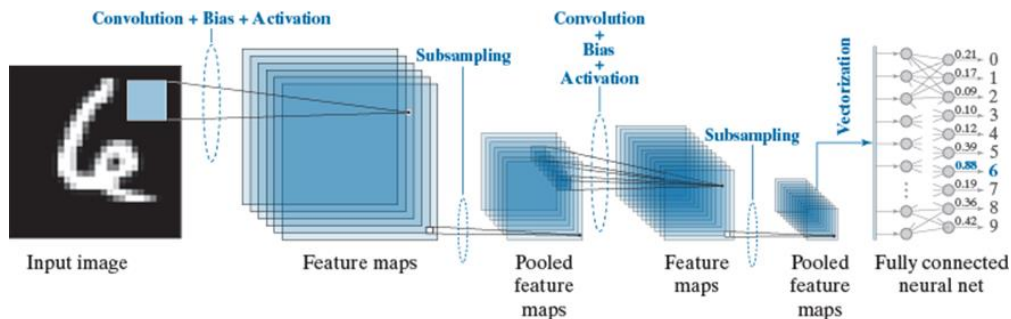 Convolution + Bias + Activation
Subsampling
Convolution
+
Bias
+
Activation
Subsampling
Vectorization
0.21 0
0.17 1
0.09 2
0.10 3
0.12 4
0.39 5
0.88 6
0.19 7
0.36 8
0.42 9
Input image
Feature maps
Pooled
feature
maps
Feature
maps
Pooled
feature
maps
Fully connected
neural net